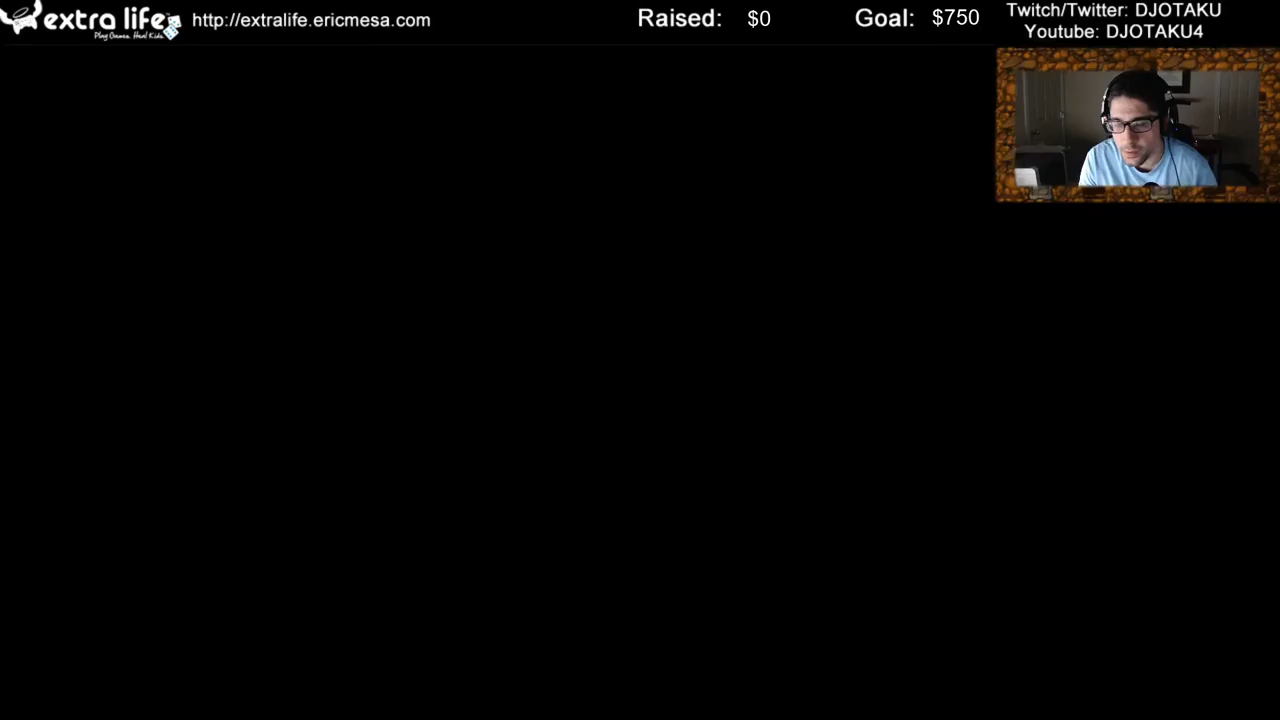 extra life
Play Games. Heal Kids.
http://extralife.ericmesa.com
Raised: $0
Goal: $750
Twitch/Twitter: DJOTAKU
Youtube: DJOTAKU4